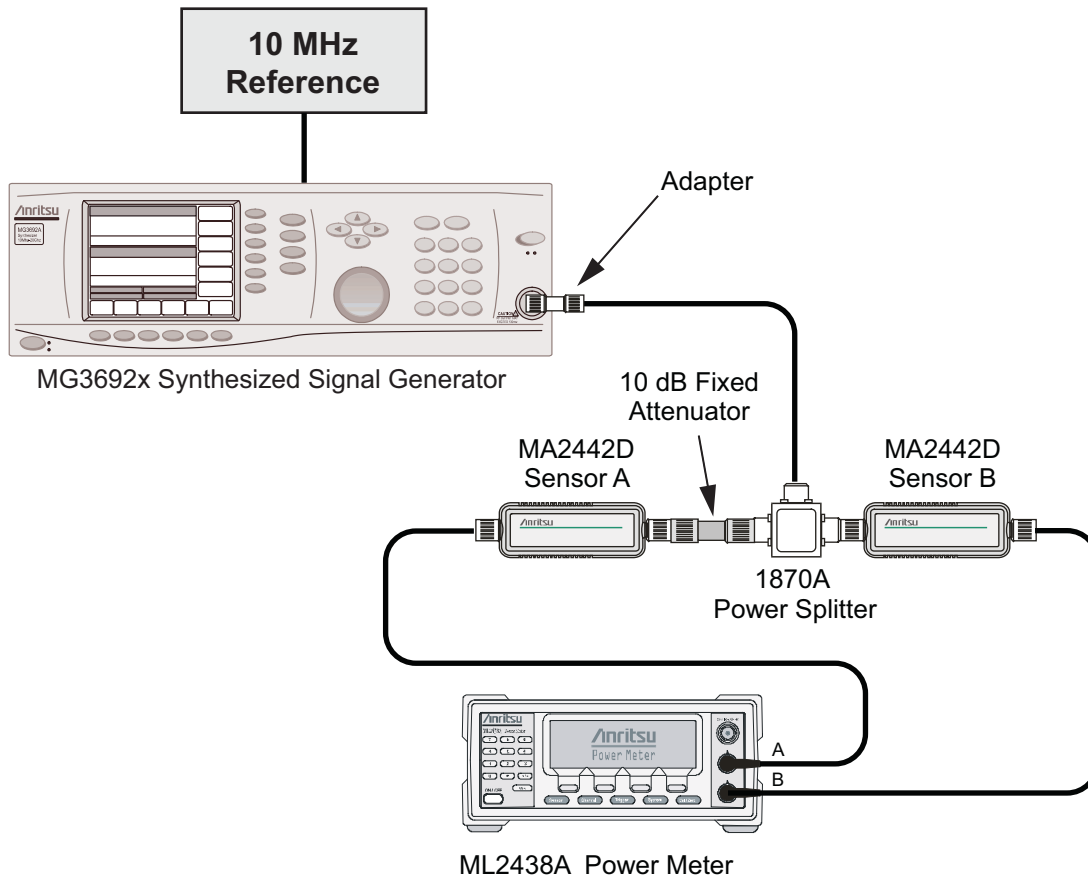 10 MHz
Reference
Adapter
Anritsu
MG3692A
MG3692x Synthesized Signal Generator
10 dB Fixed
Attenuator
MA2442D
Sensor A
MA2442D
Sensor B
Anritsu
Anritsu
1870A
Power Splitter
Anritsu
Anritsu
Power Meter
A
B
ML2438A Power Meter